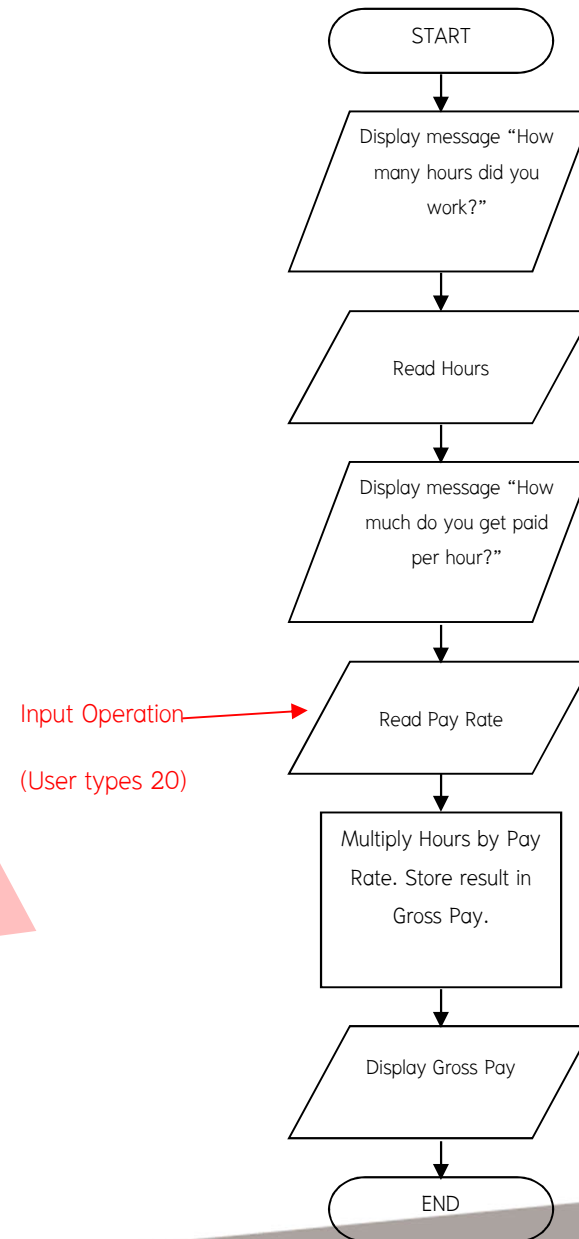 START
Display message “How
many hours did you
work?”
Read Hours
Display message “How
much do you get paid
per hour?”
Input Operation
(User types 20)
Read Pay Rate
Multiply Hours by Pay
Rate. Store result in
Gross Pay.
Display Gross Pay
END